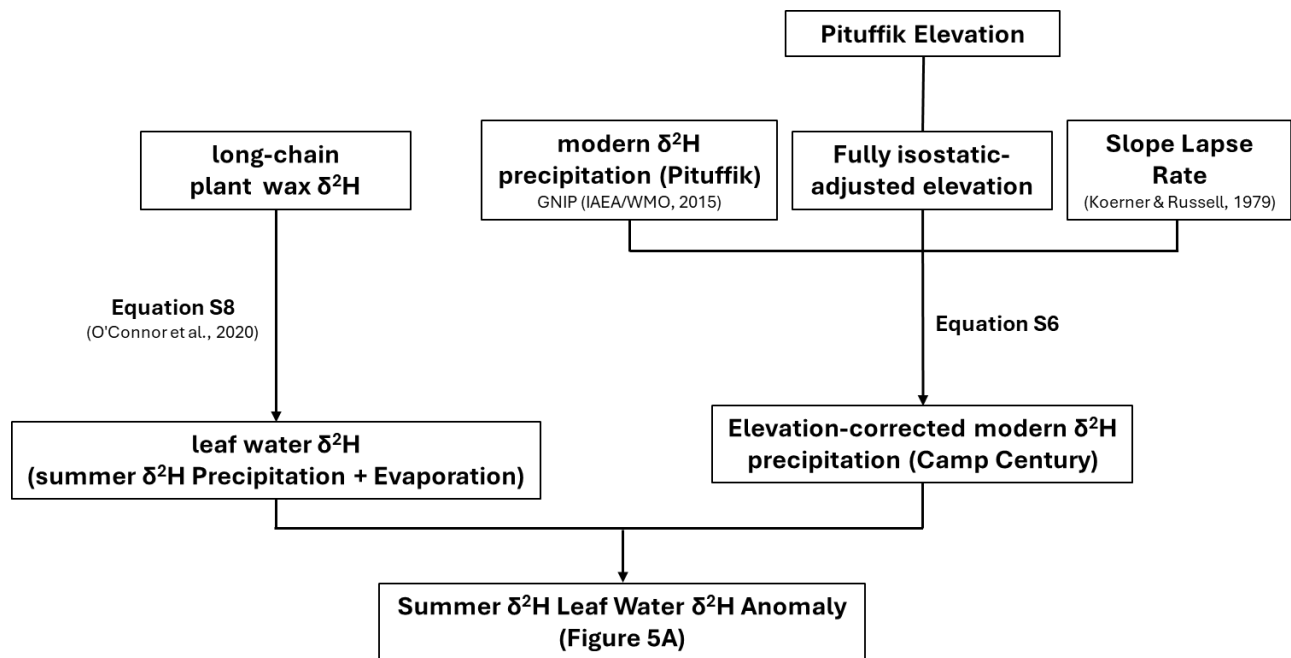 Pituffik Elevation
long-chain
plant wax δ²H
modern δ²H
precipitation (Pituffik)
GNIP (IAEA/WMO, 2015)
Fully isostatic-
adjusted elevation
Slope Lapse
Rate
(Koerner & Russell, 1979)
Equation S8
(O'Connor et al., 2020)
Equation S6
leaf water δ²H
(summer δ²H Precipitation + Evaporation)
Elevation-corrected modern δ²H
precipitation (Camp Century)
Summer δ²H Leaf Water δ²H Anomaly
(Figure 5A)